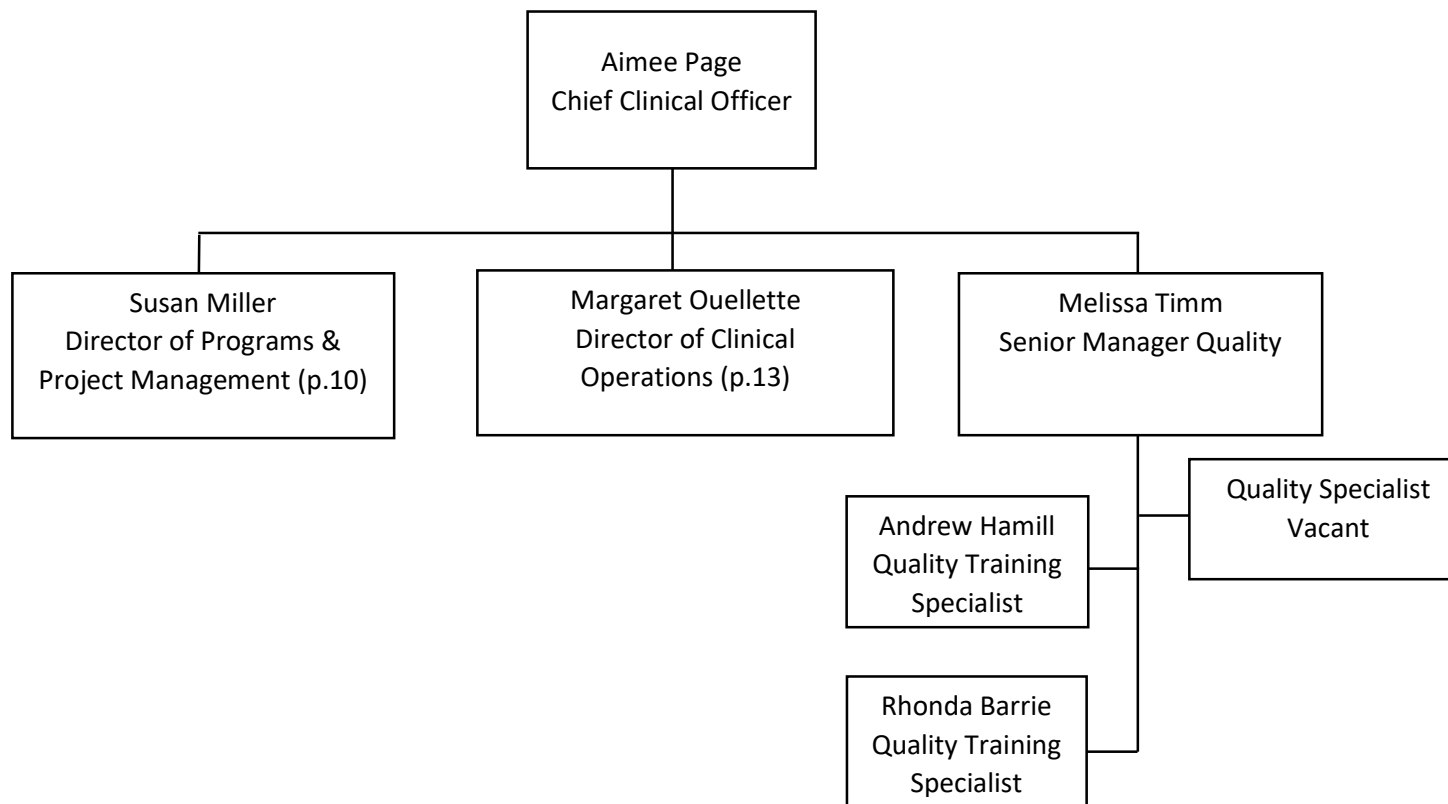 Aimee Page
Chief Clinical Officer
Susan Miller
Director of Programs &
Project Management (p.10)
Margaret Ouellette
Director of Clinical
Operations (p.13)
Melissa Timm
Senior Manager Quality
Quality Specialist
Vacant
Andrew Hamill
Quality Training
Specialist
Rhonda Barrie
Quality Training
Specialist